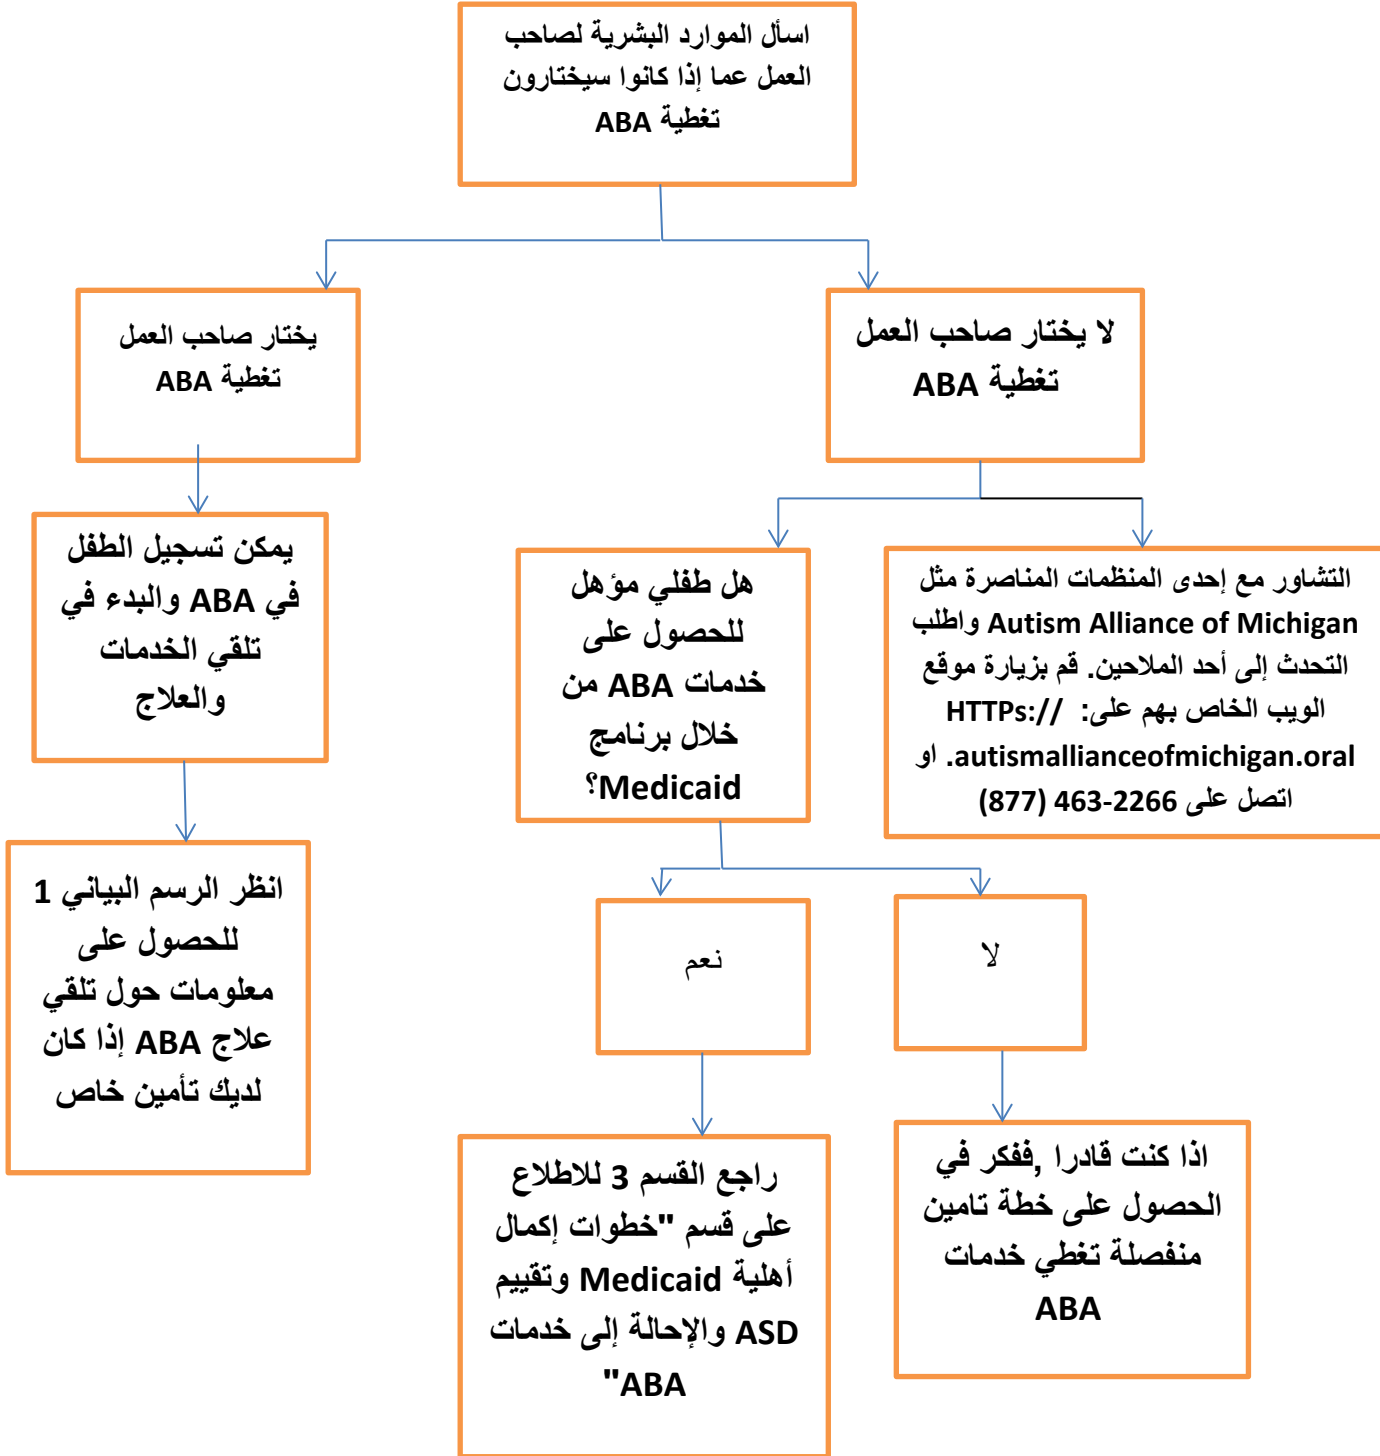 اسأل الموارد البشرية لصاحب
العمل عما إذا كانوا سيختارون
تغطية ABA
يختار صاحب العمل
تغطية ABA
لا يختار صاحب العمل
تغطية ABA
يمكن تسجيل الطفل
في ABA والبدء في
تلقي الخدمات
والعلاج
هل طفلي مؤهل
للحصول على
خدمات ABA من
خلال برنامج
Medicaid؟
التشاور مع إحدى المنظمات المناصرة مثل
Autism Alliance of Michigan واطلب
التحدث إلى أحد الملاحين. قم بزيارة موقع
الويب الخاص بهم على: HTTPs://
autismallianceofmichigan.oral. او
اتصل على 2266-463 (877)
انظر الرسم البياني 1
للحصول على
معلومات حول تلقي
علاج ABA إذا كان
لديك تأمين خاص
نعم
لا
راجع القسم 3 للاطلاع
على قسم "خطوات إكمال
أهلية Medicaid وتقييم
ASD والإحالة إلى خدمات
ABA"
اذا كنت قادرا ,ففكر في
الحصول على خطة تامين
منفصلة تغطي خدمات
ABA